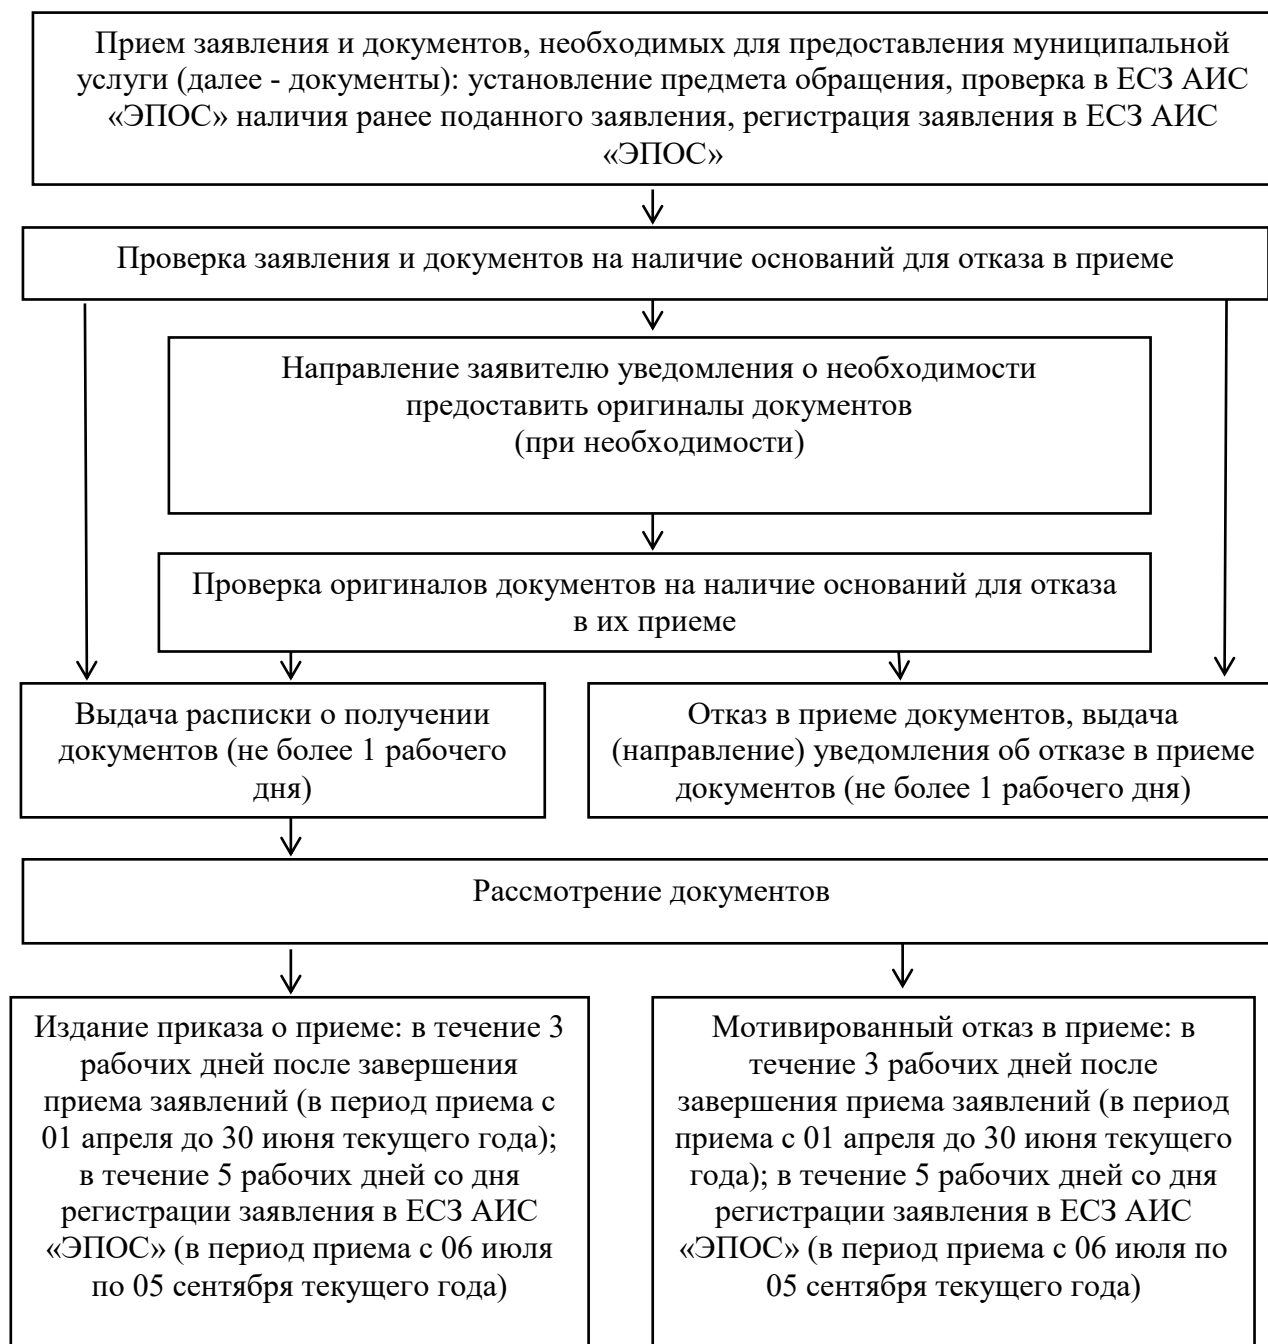 Прием заявления и документов, необходимых для предоставления муниципальной
услуги (далее - документы): установление предмета обращения, проверка в ЕСЗ АИС
«ЭПОС» наличия ранее поданного заявления, регистрация заявления в ЕСЗ АИС
«ЭПОС»
Проверка заявления и документов на наличие оснований для отказа в приеме
Направление заявителю уведомления о необходимости
предоставить оригиналы документов
(при необходимости)
Проверка оригиналов документов на наличие оснований для отказа
в их приеме
Выдача расписки о получении
документов (не более 1 рабочего
дня)
Отказ в приеме документов, выдача
(направление) уведомления об отказе в приеме
документов (не более 1 рабочего дня)
Рассмотрение документов
Издание приказа о приеме: в течение 3
рабочих дней после завершения
приема заявлений (в период приема с
01 апреля до 30 июня текущего года);
в течение 5 рабочих дней со дня
регистрации заявления в ЕСЗ АИС
«ЭПОС» (в период приема с 06 июля
по 05 сентября текущего года)
Мотивированный отказ в приеме: в
течение 3 рабочих дней после
завершения приема заявлений (в период
приема с 01 апреля до 30 июня текущего
года); в течение 5 рабочих дней со дня
регистрации заявления в ЕСЗ АИС
«ЭПОС» (в период приема с 06 июля по
05 сентября текущего года)